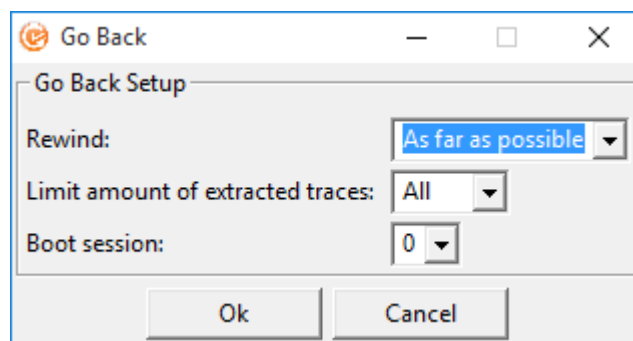 Go Back
Go Back Setup
Rewind: As far as possible
Limit amount of extracted traces: All
Boot session: 0
Ok Cancel